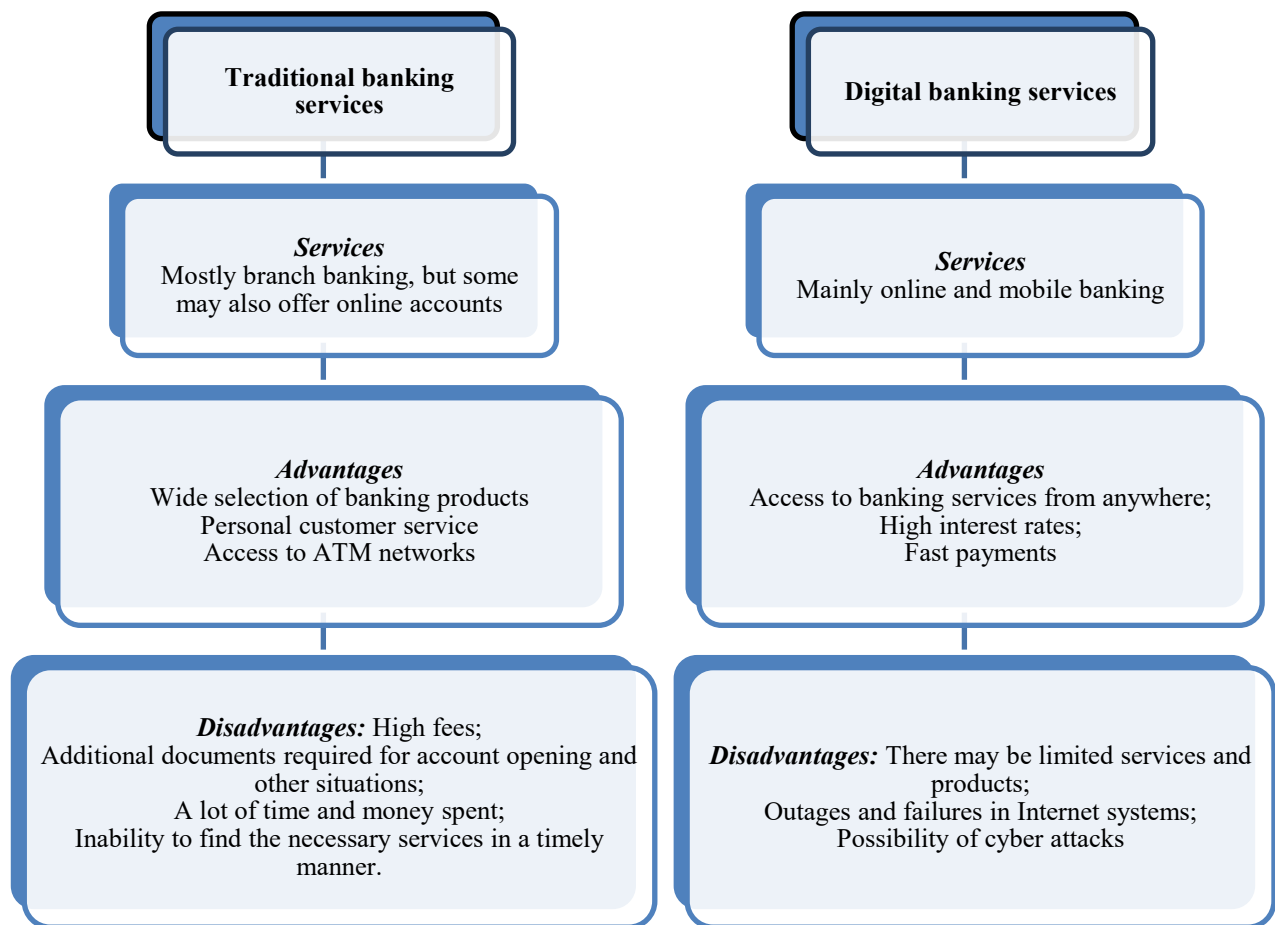 Traditional banking
services
Services
Mostly branch banking, but some
may also offer online accounts
Advantages
Wide selection of banking products
Personal customer service
Access to ATM networks
Disadvantages: High fees;
Additional documents required for account opening and
other situations;
A lot of time and money spent;
Inability to find the necessary services in a timely
manner.
Digital banking services
Services
Mainly online and mobile banking
Advantages
Access to banking services from anywhere;
High interest rates;
Fast payments
Disadvantages: There may be limited services and
products;
Outages and failures in Internet systems;
Possibility of cyber attacks